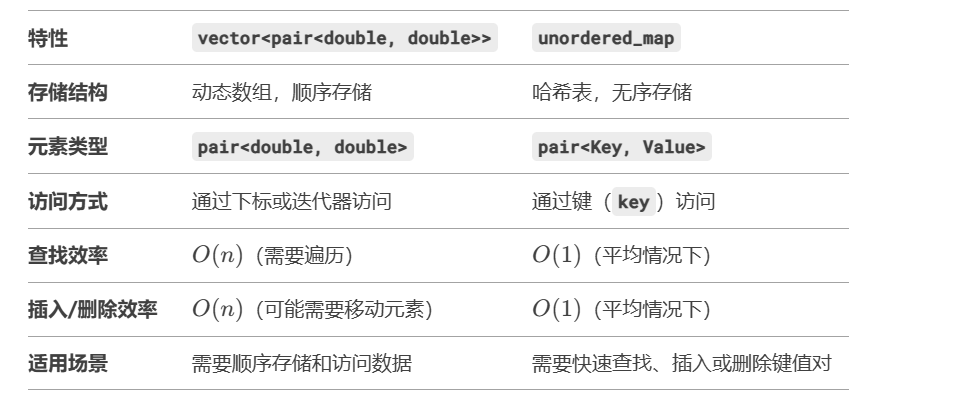 特性 vector<pair<double, double>> unordered_map
存储结构 动态数组，顺序存储 哈希表，无序存储
元素类型 pair<double, double> pair<Key, Value>
访问方式 通过下标或迭代器访问 通过键（key）访问
查找效率 O(n)（需要遍历） O(1)（平均情况下）
插入/删除效率 O(n)（可能需要移动元素） O(1)（平均情况下）
适用场景 需要顺序存储和访问数据 需要快速查找、插入或删除键值对